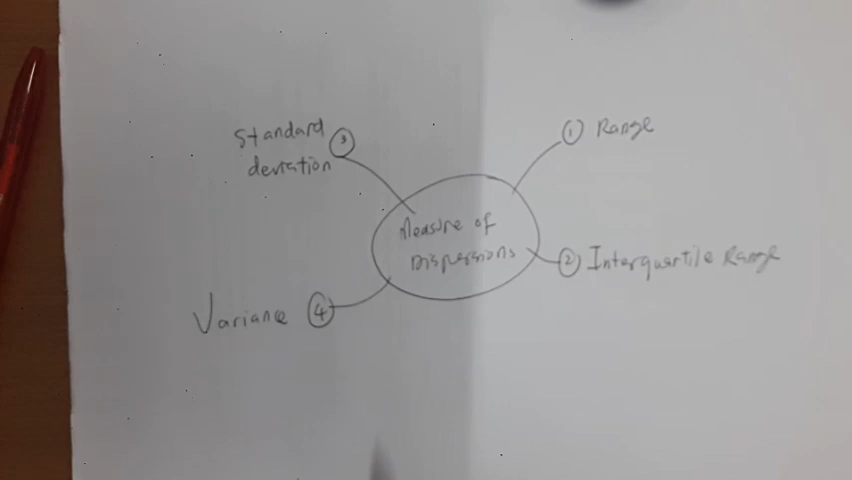 Standard
deviation
③
① Range
Measure of
Dispersions
② Interquartile Range
Variance ④